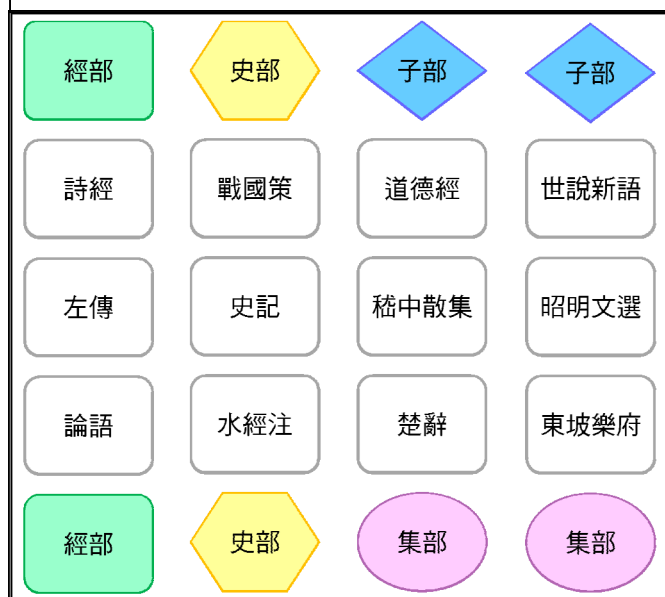 經部 史部 子部 子部
詩經 戰國策 道德經 世說新語
左傳 史記 嵇中散集 昭明文選
論語 水經注 楚辭 東坡樂府
經部 史部 集部 集部